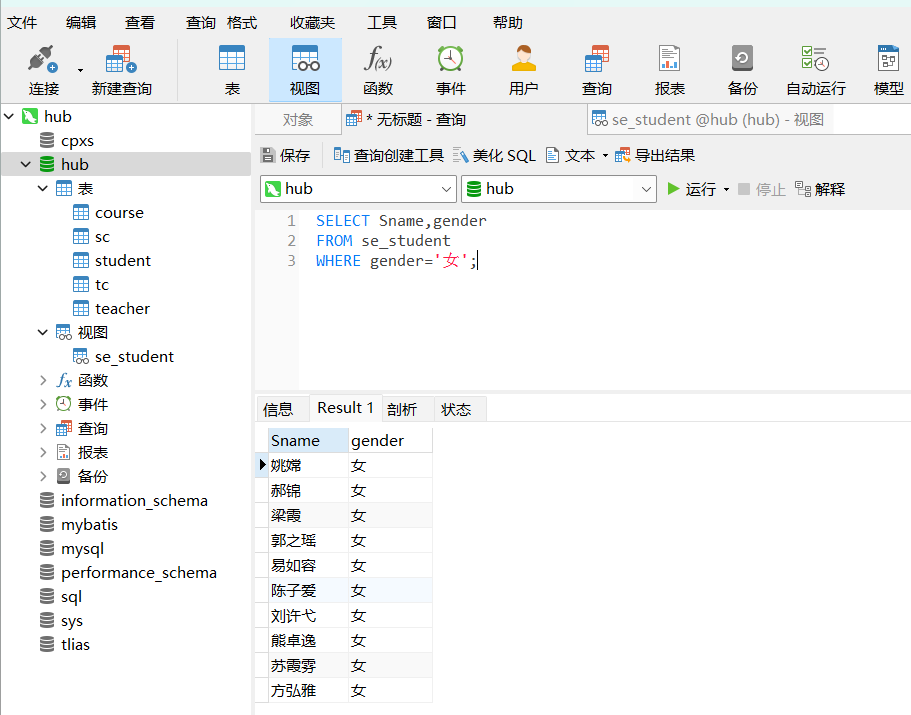 文件 编辑 查看 查询 格式 收藏夹 工具 窗口 帮助
连接 新建查询 表 视图 函数 事件 用户 查询 报表 备份 自动运行 模型
hub
cpxs
hub
表
course
sc
student
tc
teacher
视图
se_student
函数
事件
查询
报表
备份
information_schema
mybatis
mysql
performance_schema
sql
sys
tlias
对象 * 无标题 - 查询 se_student @hub (hub) - 视图
保存 查询创建工具 美化 SQL 文本 导出结果
hub hub 运行 停止 解释
1 SELECT Sname,gender
2 FROM se_student
3 WHERE gender='女';
信息 Result 1 剖析 状态
Sname gender
姚嫦 女
郝锦 女
梁霞 女
郭之瑶 女
易如容 女
陈子爱 女
刘许弋 女
熊卓逸 女
苏霞雰 女
方弘雅 女